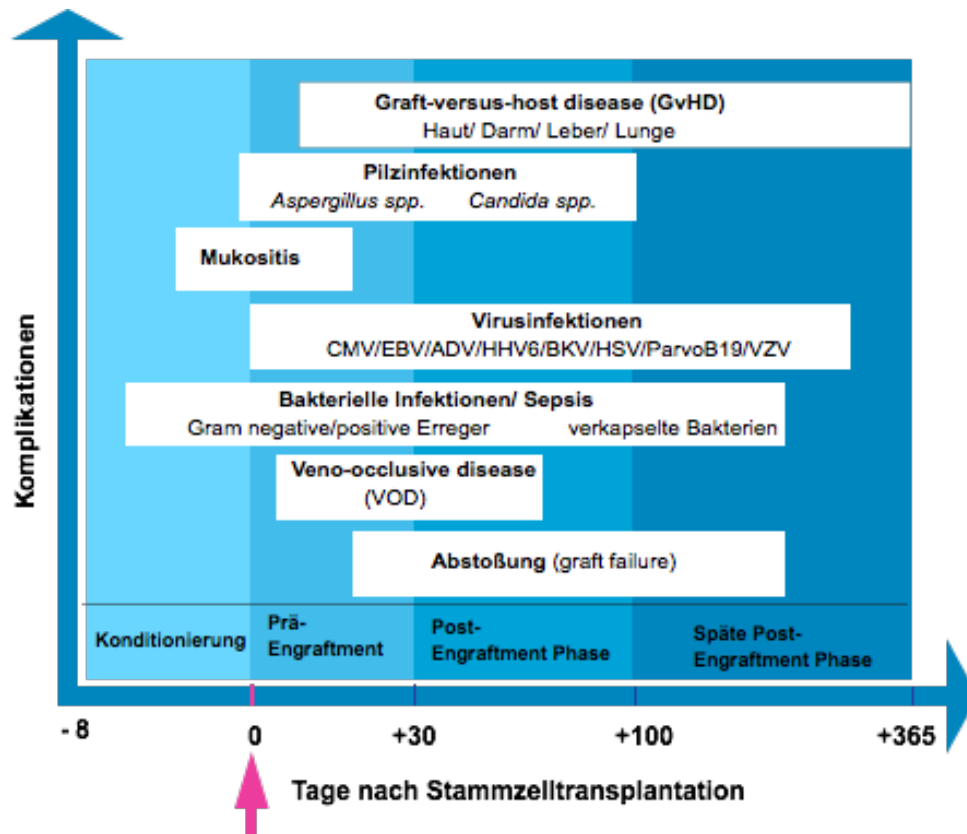 Graft-versus-host disease (GvHD)
Haut/ Darm/ Leber/ Lunge
Pilzinfektionen
Aspergillus spp. Candida spp.
Mukositis
Virusinfektionen
CMV/EBV/ADV/HHV6/BKV/HSV/ParvoB19/VZV
Bakterielle Infektionen/ Sepsis
Gram negative/positive Erreger verkapselte Bakterien
Veno-occlusive disease
(VOD)
Abstoßung (graft failure)
Komplikationen
Konditionierung
Prä-
Engraftment
Post-
Engraftment Phase
Späte Post-
Engraftment Phase
- 8 0 +30 +100 +365
Tage nach Stammzelltransplantation